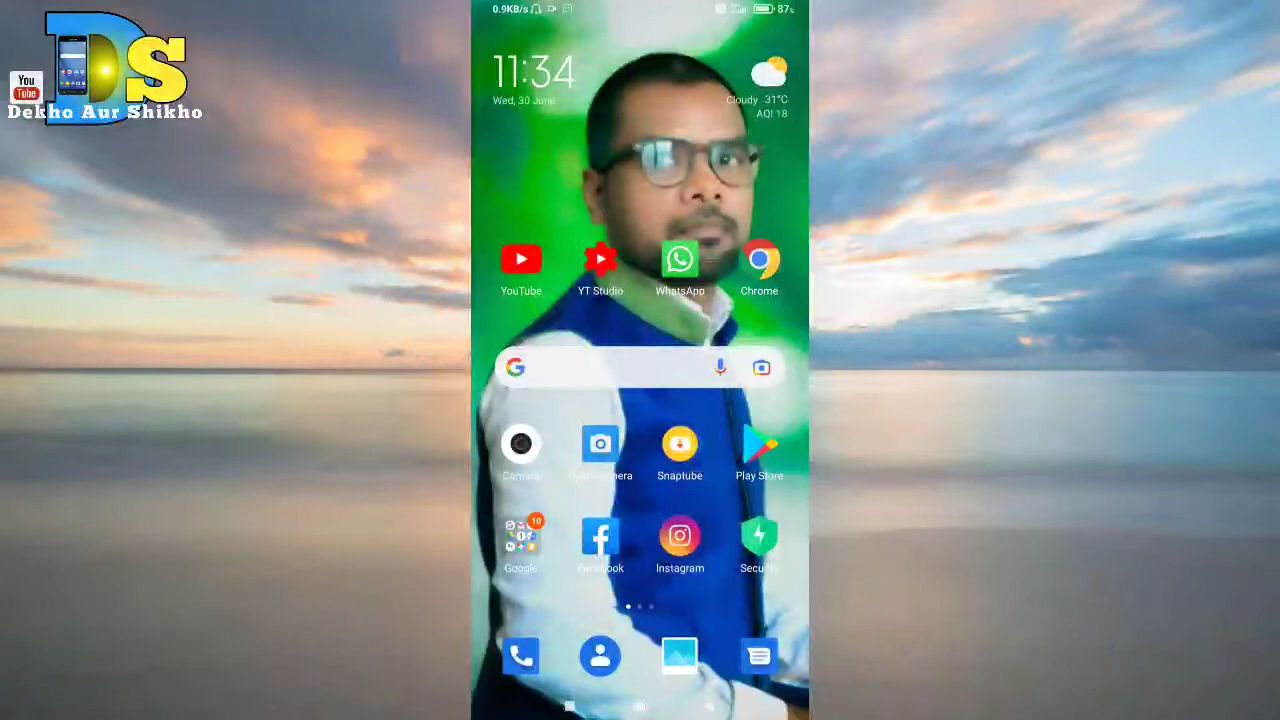 DS
You
Tube
Dekho Aur Shikho
0.9KB/s
87%
11:34
Wed, 30 June
Cloudy 31°C
AQI 18
YouTube
YT Studio
WhatsApp
Chrome
Camera
Snaptube
Play Store
10
Google
Facebook
Instagram
Security